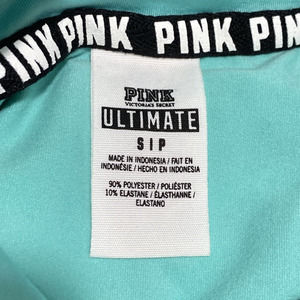 PINK PINK PINK PIN
PINK
VICTORIA'S SECRET
ULTIMATE
S | P
MADE IN INDONESIA / FAIT EN
INDONÉSIE / HECHO EN INDONESIA
90% POLYESTER / POLIÉSTER
10% ELASTANE / ÉLASTHANNE /
ELASTANO